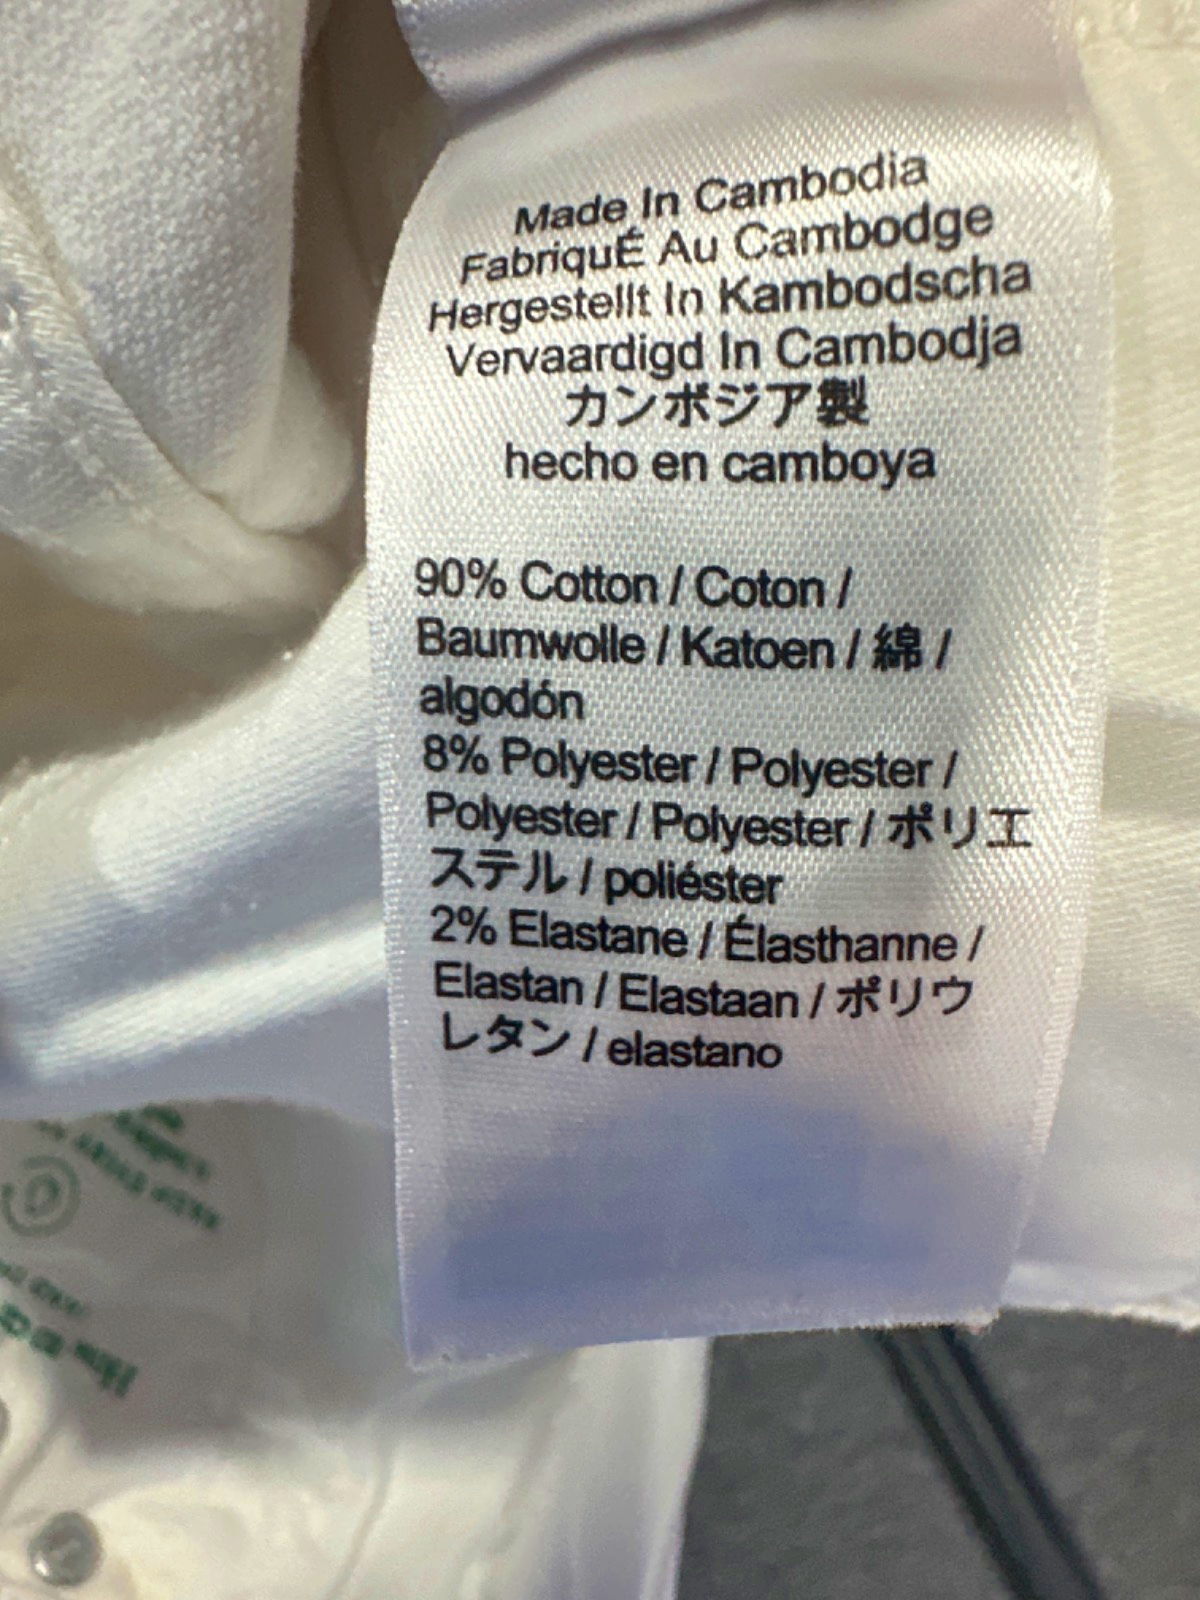 Made In Cambodia
FabriquÉ Au Cambodge
Hergestellt In Kambodscha
Vervaardigd In Cambodja
カンボジア製
hecho en camboya
90% Cotton / Coton /
Baumwolle / Katoen / 綿 /
algodón
8% Polyester / Polyester /
Polyester / Polyester / ポリエ
ステル / poliéster
2% Elastane / Élasthanne /
Elastan / Elastaan / ポリウ
レタン / elastano